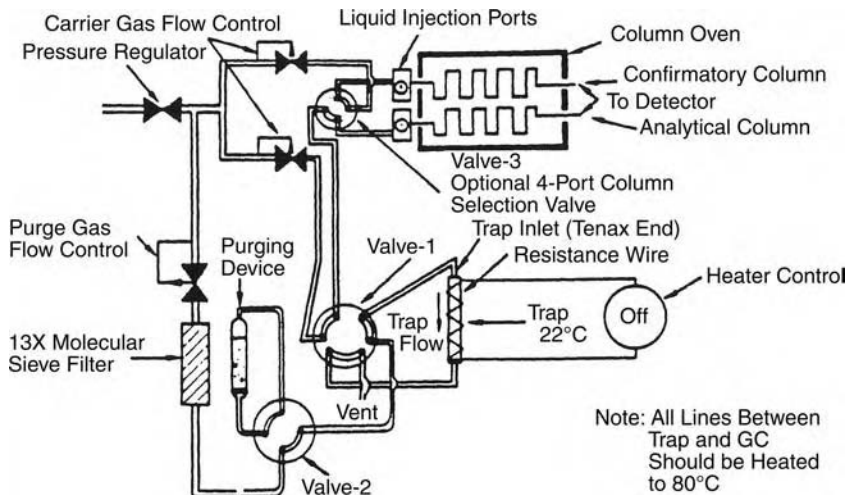 Carrier Gas Flow Control
Pressure Regulator
Liquid Injection Ports
Column Oven
Confirmatory Column
To Detector
Analytical Column
Valve-3
Optional 4-Port Column
Selection Valve
Purge Gas
Flow Control
Purging
Device
Valve-1
Trap Inlet (Tenax End)
Resistance Wire
Heater Control
Off
Trap
22°C
Trap
Flow
13X Molecular
Sieve Filter
Vent
Valve-2
Note: All Lines Between
Trap and GC
Should be Heated
to 80°C